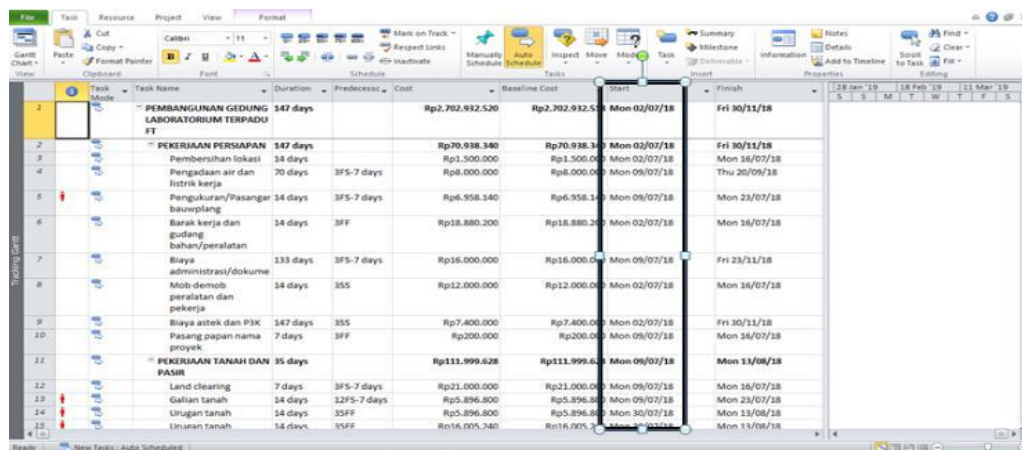 File Task Resource Project View Format
Cut
Copy
Format Painter
Paste
Gantt Chart
Calibri 11
B I U A
Mark on Track
Respect Links
Inactivate
Manually Schedule
Auto Schedule
Inspect Move Mode Task
Summary
Milestone
Deliverable
Information
Notes
Details
Add to Timeline
Scroll to Task
Find
Clear
Fill
View Clipboard Font Schedule Tasks Insert Properties Editing
Task Mode Task Name Duration Predecessc Cost Baseline Cost Start Finish
28 Jan '19 18 Feb '19 11 Mar '19
S S M T W T F S
1 PEMBANGUNAN GEDUNG 147 days Rp2.702.932.520 Rp2.702.932.5 Mon 02/07/18 Fri 30/11/18
LABORATORIUM TERPADU
FT
2 PEKERJAAN PERSIAPAN 147 days Rp70.938.340 Rp70.938.3 Mon 02/07/18 Fri 30/11/18
3 Pembersihan lokasi 14 days Rp1.500.000 Rp1.500.0 Mon 02/07/18 Mon 16/07/18
4 Pengadaan air dan 70 days 3FS-7 days Rp8.000.000 Rp8.000.0 Mon 09/07/18 Thu 20/09/18
listrik kerja
5 Pengukuran/Pasangar 14 days 3FS-7 days Rp6.958.140 Rp6.958.1 Mon 09/07/18 Mon 23/07/18
bauwplang
6 Barak kerja dan 14 days 3FF Rp18.880.200 Rp18.880.2 Mon 02/07/18 Mon 16/07/18
gudang
bahan/peralatan
7 Biaya 133 days 3FS-7 days Rp16.000.000 Rp16.000.0 Mon 09/07/18 Fri 23/11/18
administrasi/dokume
8 Mob demob 14 days 3SS Rp12.000.000 Rp12.000.0 Mon 02/07/18 Mon 16/07/18
peralatan dan
pekerja
9 Biaya astek dan P3K 147 days 3SS Rp7.400.000 Rp7.400.0 Mon 02/07/18 Fri 30/11/18
10 Pasang papan nama 7 days 3FF Rp200.000 Rp200.0 Mon 09/07/18 Mon 16/07/18
proyek
11 PEKERJAAN TANAH DAN 35 days Rp111.999.628 Rp111.999.6 Mon 09/07/18 Mon 13/08/18
PASIR
12 Land clearing 7 days 3FS-7 days Rp21.000.000 Rp21.000.0 Mon 09/07/18 Mon 16/07/18
13 Galian tanah 14 days 12FS-7 days Rp5.896.800 Rp5.896.8 Mon 09/07/18 Mon 23/07/18
14 Urugan tanah 14 days 35FF Rp5.896.800 Rp5.896.8 Mon 30/07/18 Mon 13/08/18
15 Urugan tanah 14 days 35FF Rp16.005.240 Rp16.005.2 Mon 13/08/18
Tracking Gantt
Ready New Tasks : Auto Scheduled